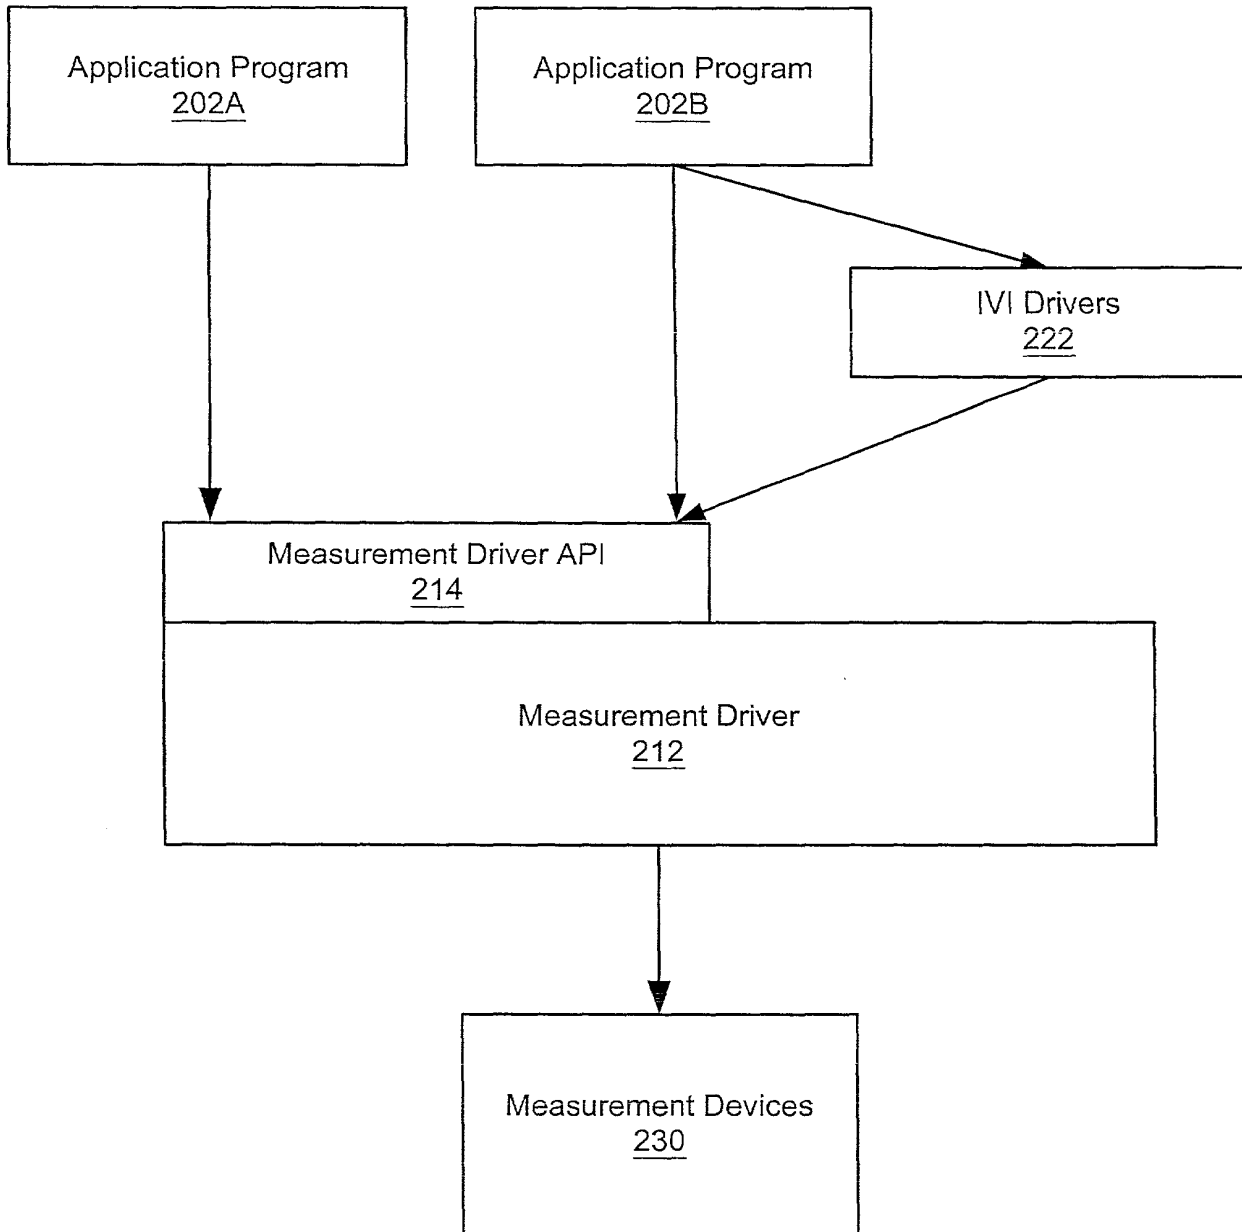 Application Program
202A
Application Program
202B
IVI Drivers
222
Measurement Driver API
214
Measurement Driver
212
Measurement Devices
230